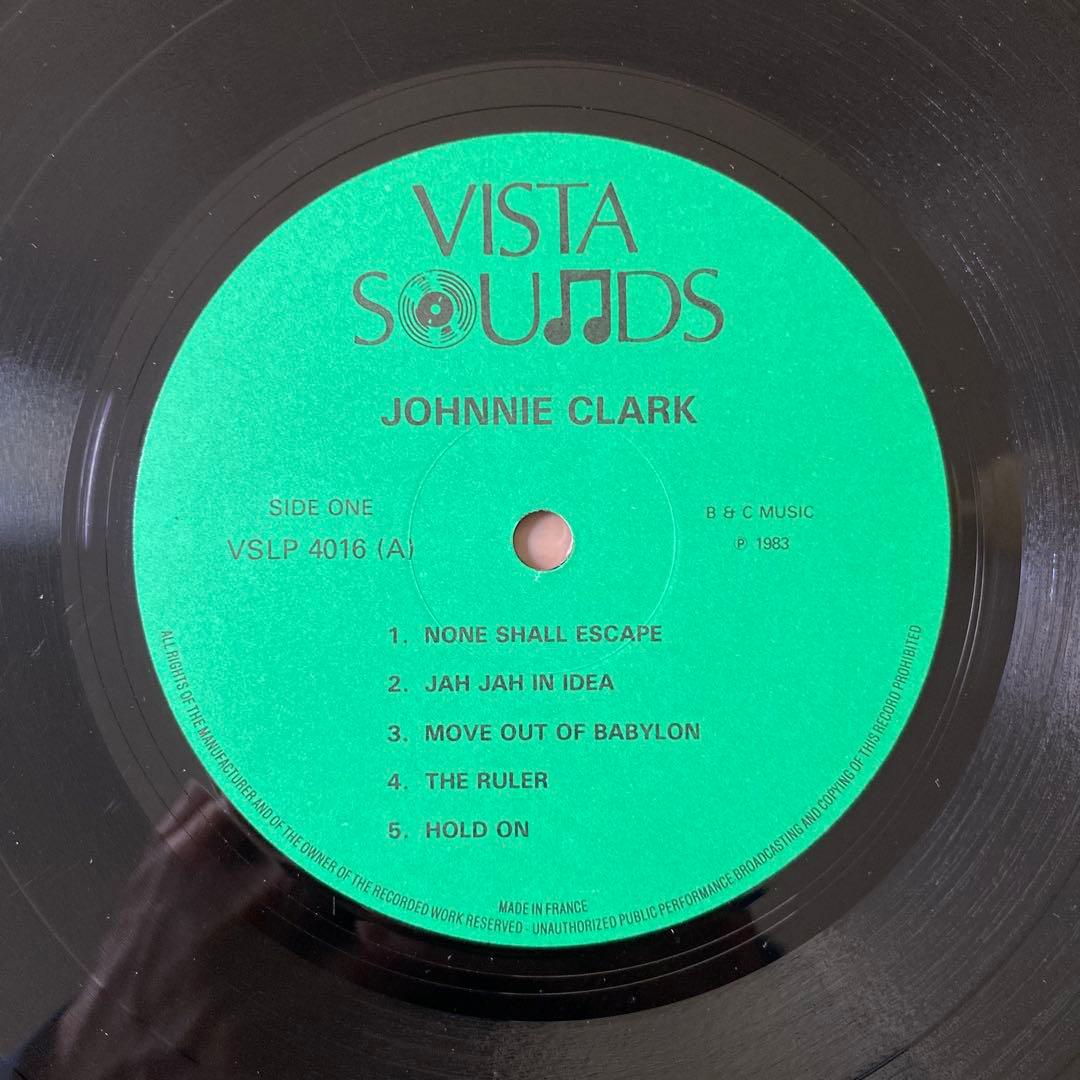 VISTA
SOUNDS
JOHNNIE CLARK
SIDE ONE
VSLP 4016 (A)
B & C MUSIC
℗ 1983
1. NONE SHALL ESCAPE
2. JAH JAH IN IDEA
3. MOVE OUT OF BABYLON
4. THE RULER
5. HOLD ON
MADE IN FRANCE
ALL RIGHTS OF THE MANUFACTURER AND OF THE OWNER OF THE RECORDED WORK RESERVED - UNAUTHORIZED PUBLIC PERFORMANCE BROADCASTING AND COPYING OF THIS RECORD PROHIBITED